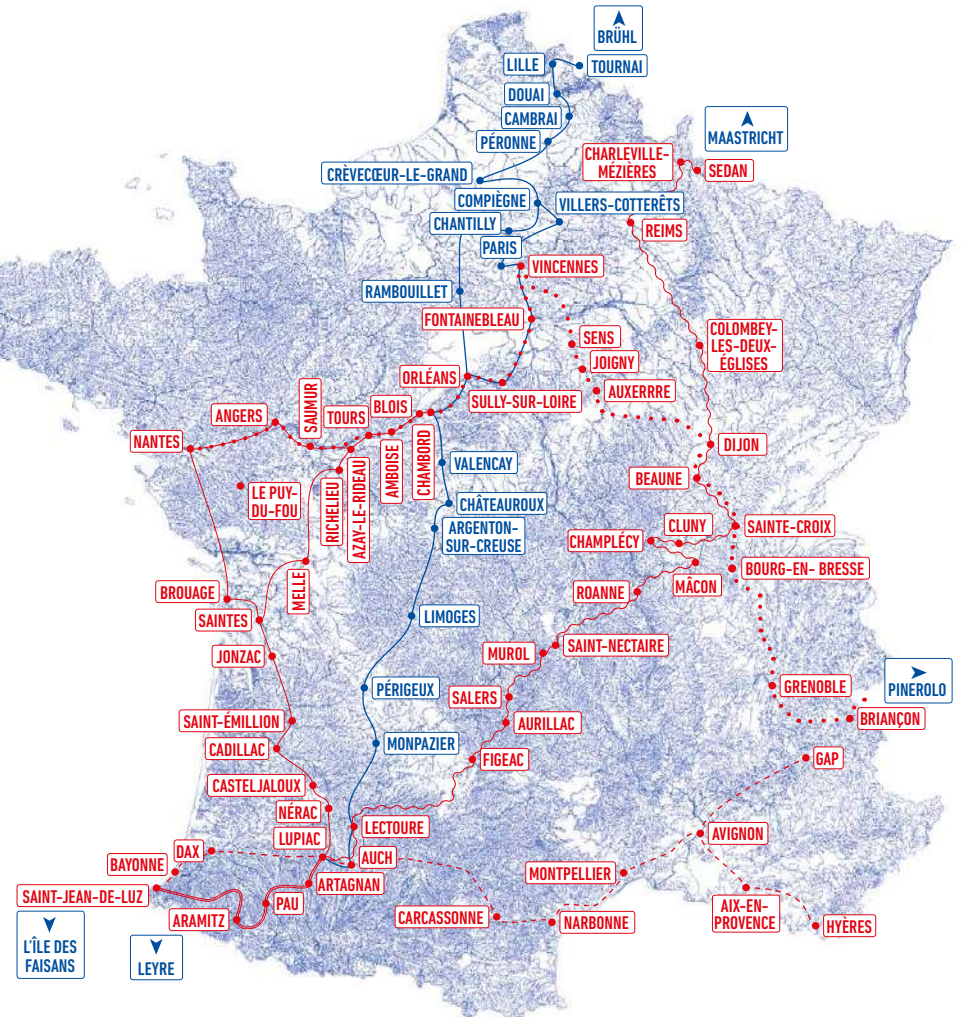 BRÜHL
LILLE
TOURNAI
DOUAI
CAMBRAI
PÉRONNE
MAASTRICHT
CHARLEVILLE-
MÉZIÈRES
SEDAN
CRÈVECŒUR-LE-GRAND
COMPIÈGNE
VILLERS-COTTERÊTS
CHANTILLY
REIMS
PARIS
VINCENNES
RAMBOUILLET
FONTAINEBLEAU
SENS
COLOMBEY-
LES-DEUX-
ÉGLISES
JOIGNY
ORLÉANS
SULLY-SUR-LOIRE
AUXERRRE
ANGERS
SAUMUR
TOURS
BLOIS
NANTES
AMBOISE
CHAMBORD
DIJON
VALENCAY
BEAUNE
LE PUY-
DU-FOU
RICHELIEU
AZAY-LE-RIDEAU
CHÂTEAUROUX
ARGENTON-
SUR-CREUSE
CLUNY
SAINTE-CROIX
CHAMPLÉCY
BOURG-EN- BRESSE
MÂCON
MELLE
BROUAGE
ROANNE
SAINTES
LIMOGES
JONZAC
MUROL
SAINT-NECTAIRE
PÉRIGEUX
SALERS
GRENOBLE
PINEROLO
SAINT-ÉMILLION
AURILLAC
BRIANÇON
CADILLAC
MONPAZIER
FIGEAC
GAP
CASTELJALOUX
NÉRAC
LECTOURE
AVIGNON
LUPIAC
DAX
AUCH
BAYONNE
MONTPELLIER
ARTAGNAN
SAINT-JEAN-DE-LUZ
PAU
ARAMITZ
CARCASSONNE
NARBONNE
AIX-EN-
PROVENCE
HYÈRES
L'ÎLE DES
FAISANS
LEYRE